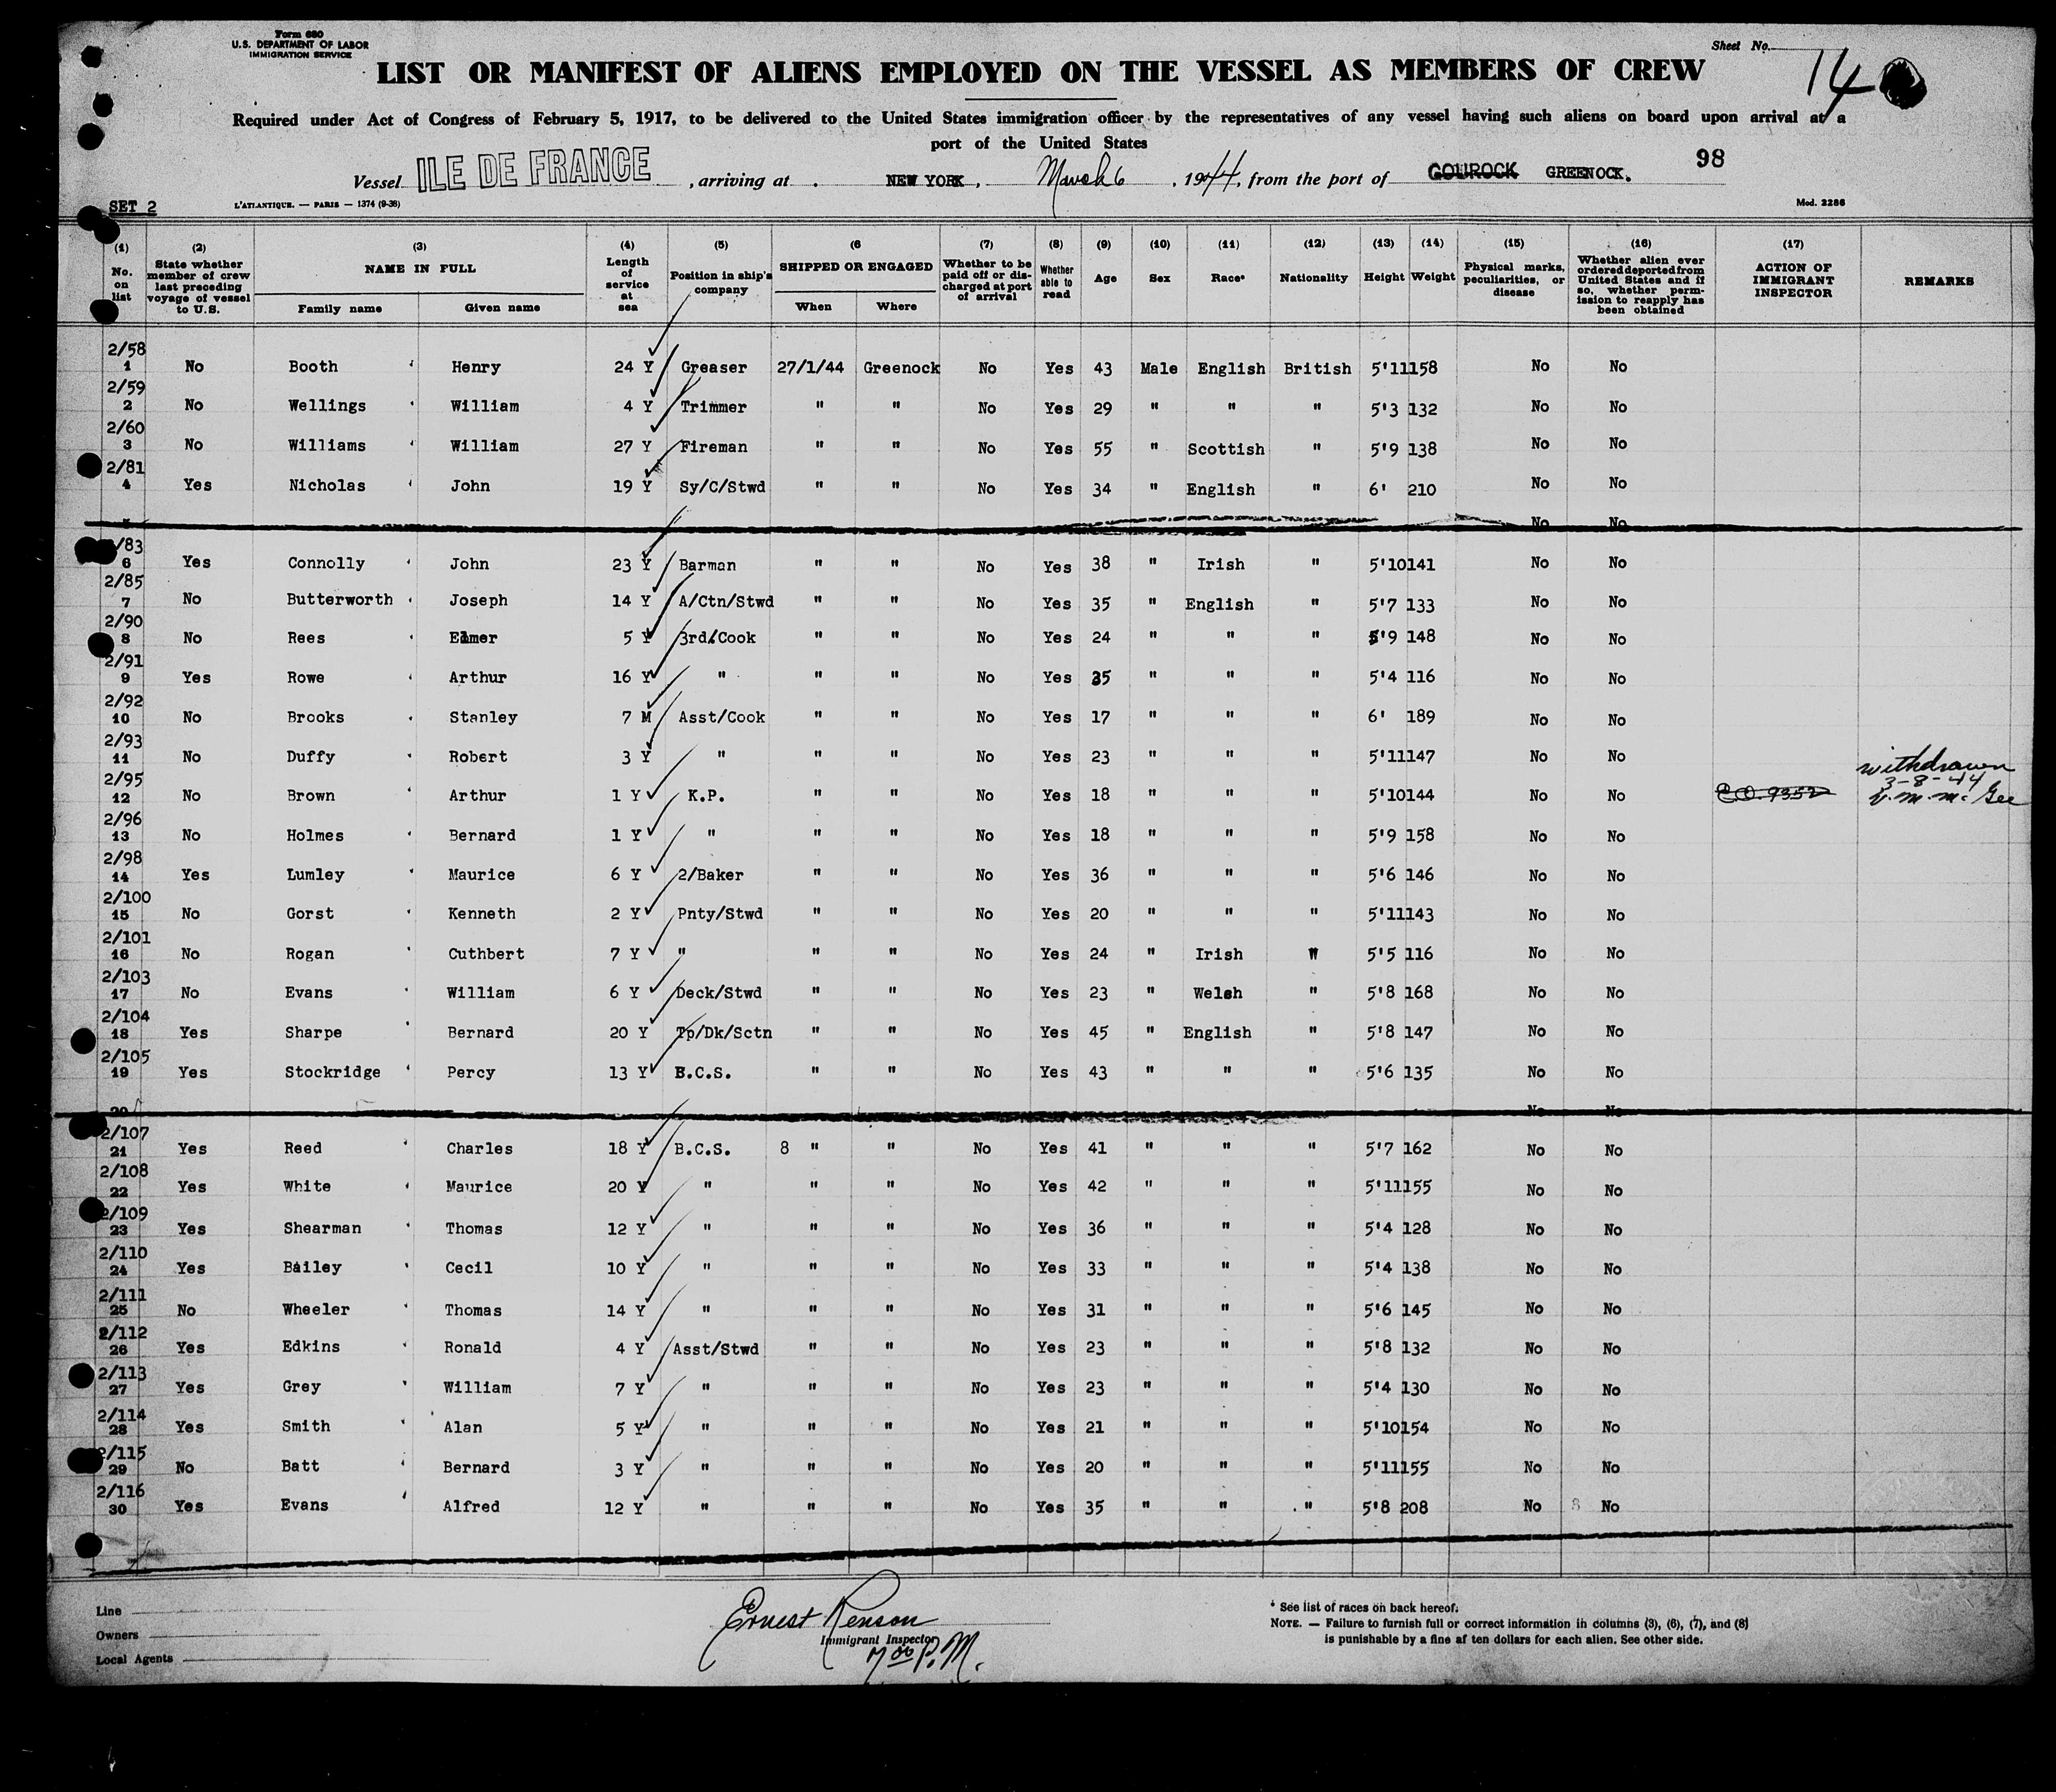 Form 680
U.S. DEPARTMENT OF LABOR
IMMIGRATION SERVICE
Sheet No. 14
LIST OR MANIFEST OF ALIENS EMPLOYED ON THE VESSEL AS MEMBERS OF CREW
Required under Act of Congress of February 5, 1917, to be delivered to the United States immigration officer by the representatives of any vessel having such aliens on board upon arrival at a
port of the United States
98
Vessel ILE DE FRANCE, arriving at NEW YORK, March 6, 1944, from the port of GOUROCK GREENOCK.
SET 2 L'ATLANTIQUE. — PARIS — 1374 (9-38) Mod. 2286
(1) No. on list (2) State whether member of crew last preceding voyage of vessel to U.S. (3) NAME IN FULL Family name Given name (4) Length of service at sea (5) Position in ship's company (6 SHIPPED OR ENGAGED When Where (7) Whether to be paid off or discharged at port of arrival (8) Whether able to read (9) Age (10) Sex (11) Race* (12) Nationality (13) Height (14) Weight (15) Physical marks, peculiarities, or disease (16) Whether alien ever ordered deported from United States and if so, whether permission to reapply has been obtained (17) ACTION OF IMMIGRANT INSPECTOR REMARKS
2/58
1 No Booth Henry 24 Y Greaser 27/1/44 Greenock No Yes 43 Male English British 5'11 158 No No
2/59
2 No Wellings William 4 Y Trimmer " " No Yes 29 " " " 5'3 132 No No
2/60
3 No Williams William 27 Y Fireman " " No Yes 55 " Scottish " 5'9 138 No No
2/81
4 Yes Nicholas John 19 Y Sy/C/Stwd " " No Yes 34 " English " 6' 210 No No
5 No No
2/83
6 Yes Connolly John 23 Y Barman " " No Yes 38 " Irish " 5'10 141 No No
2/85
7 No Butterworth Joseph 14 Y A/Ctn/Stwd " " No Yes 35 " English " 5'7 133 No No
2/90
8 No Rees Elmer 5 Y 3rd/Cook " " No Yes 24 " " " 5'9 148 No No
2/91
9 Yes Rowe Arthur 16 Y " " " No Yes 35 " " " 5'4 116 No No
2/92
10 No Brooks Stanley 7 M Asst/Cook " " No Yes 17 " " " 6' 189 No No
2/93
11 No Duffy Robert 3 Y " " " No Yes 23 " " " 5'11 147 No No
2/95
12 No Brown Arthur 1 Y K.P. " " No Yes 18 " " " 5'10 144 No No C.O. 9352 withdrawn 3-8-44 V.M. McGee
2/96
13 No Holmes Bernard 1 Y " " " No Yes 18 " " " 5'9 158 No No
2/98
14 Yes Lumley Maurice 6 Y 2/Baker " " No Yes 36 " " " 5'6 146 No No
2/100
15 No Gorst Kenneth 2 Y Pnty/Stwd " " No Yes 20 " " " 5'11 143 No No
2/101
16 No Rogan Cuthbert 7 Y " " " No Yes 24 " Irish " 5'5 116 No No
2/103
17 No Evans William 6 Y Deck/Stwd " " No Yes 23 " Welsh " 5'8 168 No No
2/104
18 Yes Sharpe Bernard 20 Y Tp/Dk/Sctn " " No Yes 45 " English " 5'8 147 No No
2/105
19 Yes Stockridge Percy 13 Y B.C.S. " " No Yes 43 " " " 5'6 135 No No
20 No No
2/107
21 Yes Reed Charles 18 Y B.C.S. 8 " " No Yes 41 " " " 5'7 162 No No
2/108
22 Yes White Maurice 20 Y " " " No Yes 42 " " " 5'11 155 No No
2/109
23 Yes Shearman Thomas 12 Y " " " No Yes 36 " " " 5'4 128 No No
2/110
24 Yes Bailey Cecil 10 Y " " " No Yes 33 " " " 5'4 138 No No
2/111
25 No Wheeler Thomas 14 Y " " " No Yes 31 " " " 5'6 145 No No
2/112
26 Yes Edkins Ronald 4 Y Asst/Stwd " " No Yes 23 " " " 5'8 132 No No
2/113
27 Yes Grey William 7 Y " " " No Yes 23 " " " 5'4 130 No No
2/114
28 Yes Smith Alan 5 Y " " " No Yes 21 " " " 5'10 154 No No
2/115
29 No Batt Bernard 3 Y " " " No Yes 20 " " " 5'11 155 No No
2/116
30 Yes Evans Alfred 12 Y " " " No Yes 35 " " " 5'8 208 No No
Line
Owners
Local Agents
Ernest Renson
Immigrant Inspector
7 00 P.M.
* See list of races on back hereof.
NOTE. — Failure to furnish full or correct information in columns (3), (6), (7), and (8)
is punishable by a fine af ten dollars for each alien. See other side.